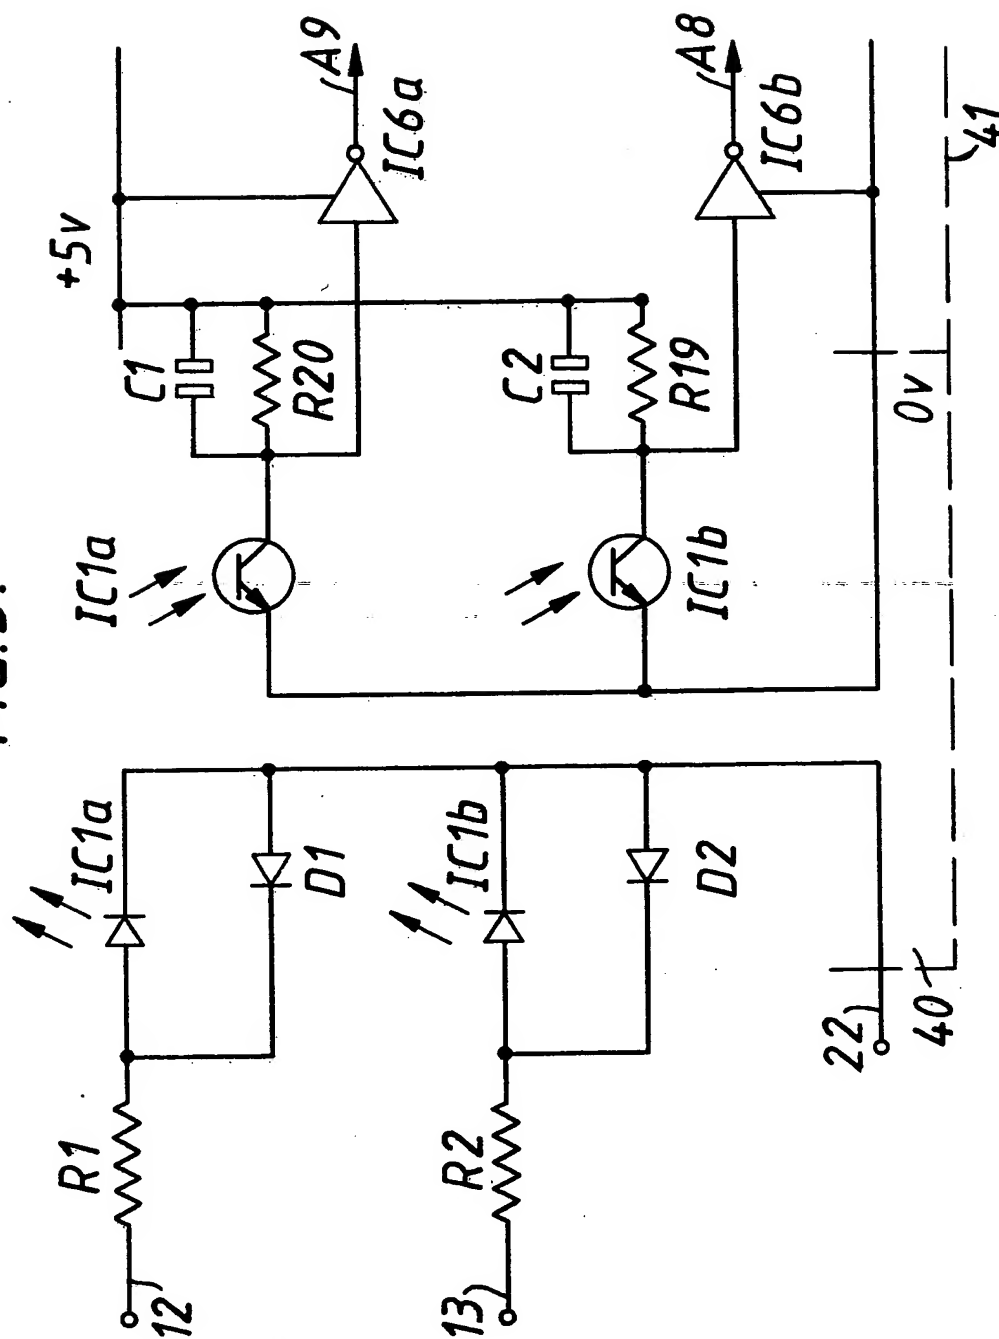 +5v
C1
R20
IC1a
A9
IC6a
C2
R19
IC1b
A8
IC6b
0v
41
R1
12
IC1a
D1
R2
13
IC1b
D2
22
40